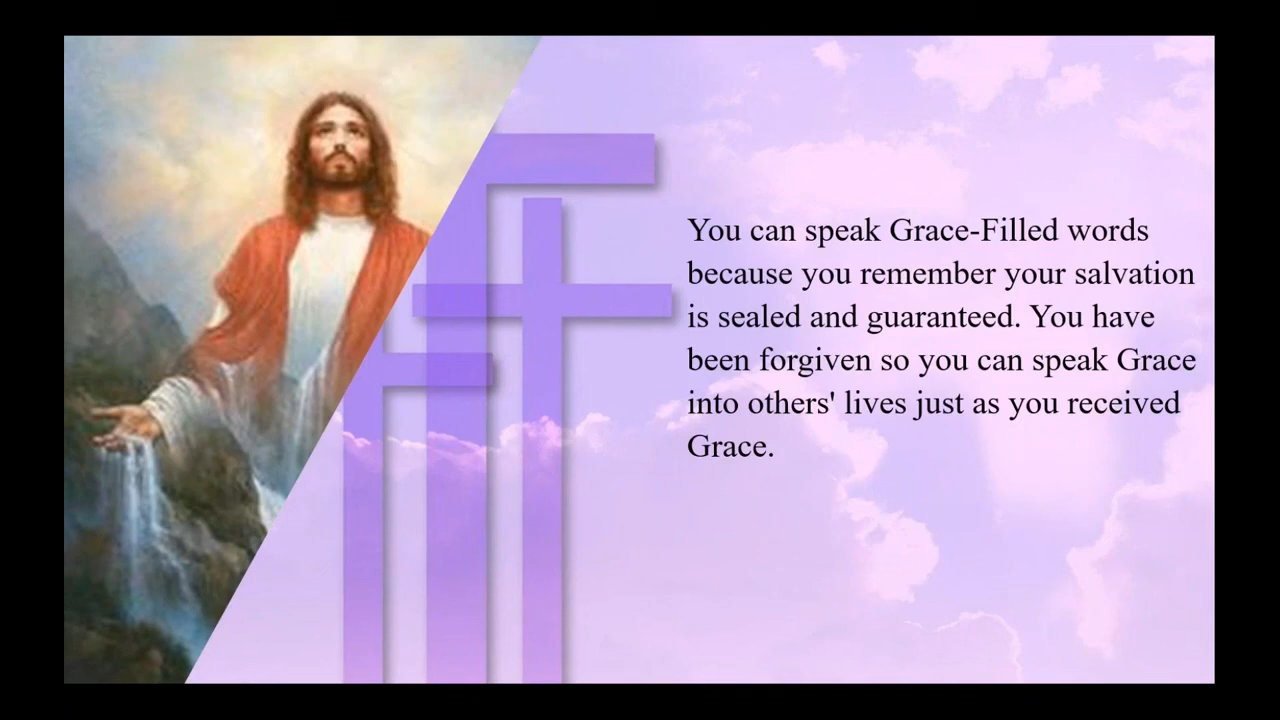 You can speak Grace-Filled words
because you remember your salvation
is sealed and guaranteed. You have
been forgiven so you can speak Grace
into others' lives just as you received
Grace.